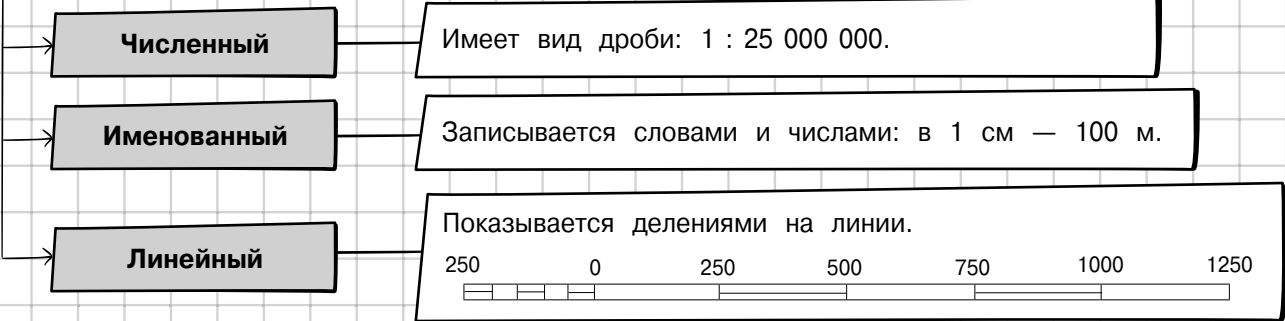 Численный
Имеет вид дроби: 1 : 25 000 000.
Именованный
Записывается словами и числами: в 1 см — 100 м.
Линейный
Показывается делениями на линии.
250 0 250 500 750 1000 1250